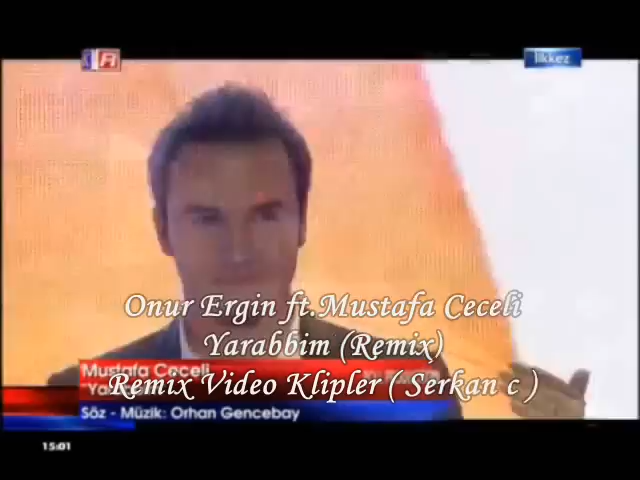 İlkkez
Onur Ergin ft.Mustafa Ceceli
Yarabbim (Remix)
Mustafa Ceceli
Remix Video Klipler ( Serkan c )
Söz - Müzik: Orhan Gencebay
15:01